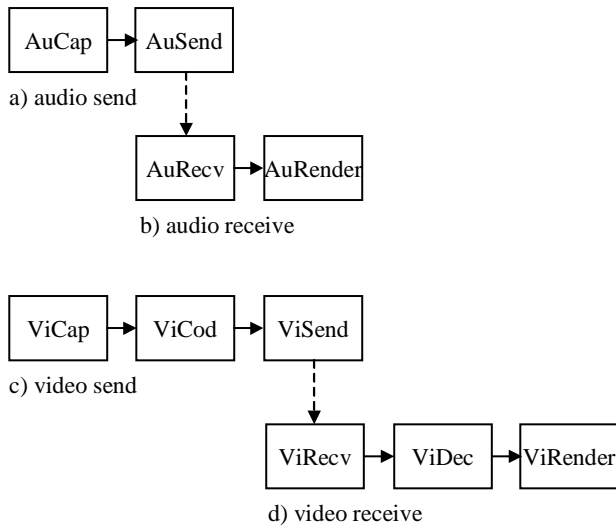 AuCap AuSend
a) audio send
AuRecv AuRender
b) audio receive
ViCap ViCod ViSend
c) video send
ViRecv ViDec ViRender
d) video receive